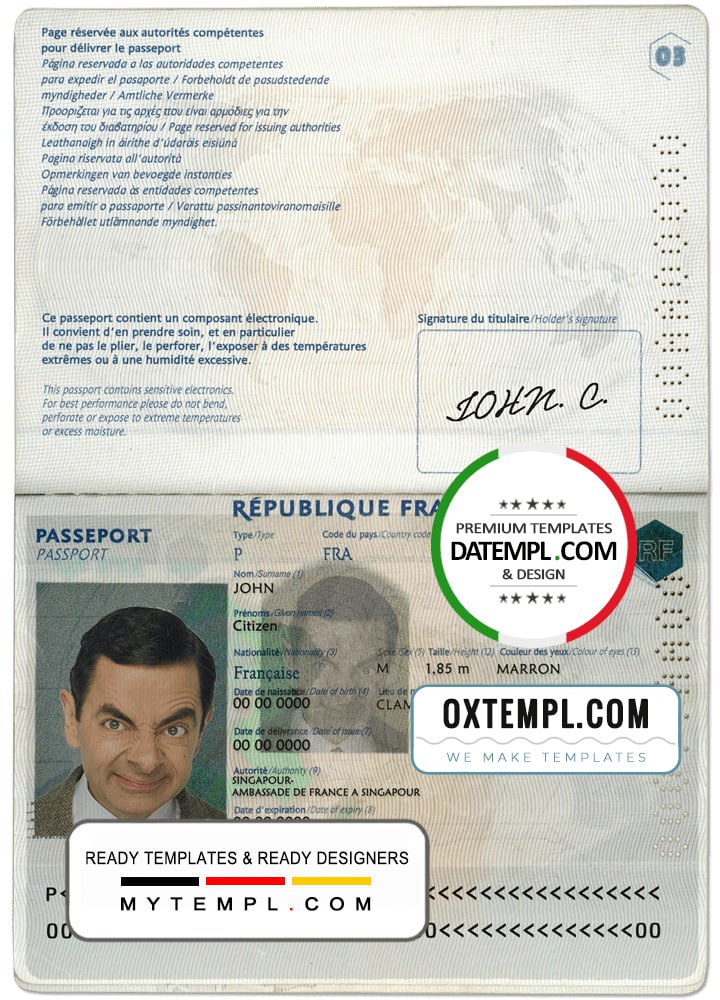 Page réservée aux autorités compétentes
pour délivrer le passeport
Página reservada a las autoridades competentes
para expedir el pasaporte / Forbeholdt de pasudstedende
myndigheder / Amtliche Vermerke
Προορίζεται για τις αρχές που είναι αρμόδιες για την
έκδοση του διαβατηρίου / Page reserved for issuing authorities
Leathanaigh in áirithe d'údaráis eisiúná
Pagina riservata all'autorità
Opmerkingen van bevoegde instanties
Página reservada às entidades competentes
para emitir o passaporte / Varattu passinantoviranomaisille
Förbehållet utlämnande myndighet.
03
Ce passeport contient un composant électronique.
Il convient d'en prendre soin, et en particulier
de ne pas le plier, le perforer, l'exposer à des températures
extrêmes ou à une humidité excessive.
This passport contains sensitive electronics.
For best performance please do not bend,
perforate or expose to extreme temperatures
or excess moisture.
Signature du titulaire/Holder's signature
JOHN. C.
RÉPUBLIQUE FRA
PASSEPORT
PASSPORT
Type/Type Code du pays/Country code
P FRA
RF
Nom/Surname (1)
JOHN
Prénoms/Given names (2)
Citizen
Nationalité/Nationality (3) Sexe/Sex (5) Taille/Height (12) Couleur des yeux/Colour of eyes (13)
Française M 1,85 m MARRON
Date de naissance/Date of birth (4) Lieu de n
00 00 0000 CLAM
Date de délivrance/Date of issue(7)
00 00 0000
Autorité/Authority (9)
SINGAPOUR-
AMBASSADE DE FRANCE A SINGAPOUR
Date d'expiration/Date of expiry (8)
P< <<<<<<<<<<<<<<<<<
00 0<<<<<<<<<<<<<<00
★★★★★
PREMIUM TEMPLATES
DATEMPL.COM
& DESIGN
★★★★★
OXTEMPL.COM
WE MAKE TEMPLATES
READY TEMPLATES & READY DESIGNERS
MYTEMPL.COM